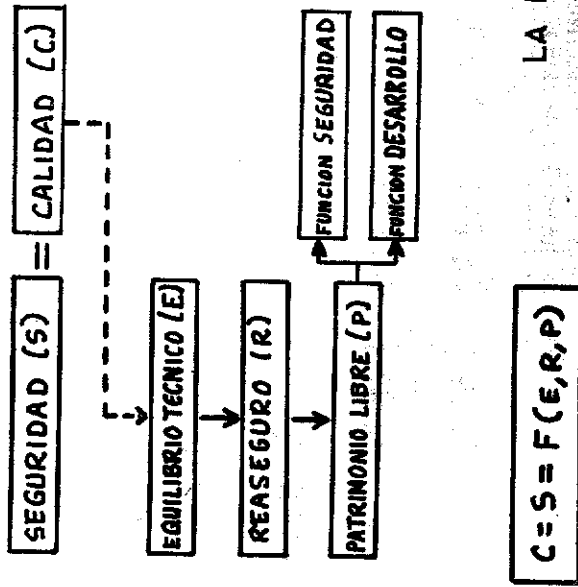 SEGURIDAD (S) = CALIDAD (C)
EQUILIBRIO TECNICO (E)
REASEGURO (R)
PATRIMONIO LIBRE (P)
FUNCION SEGURIDAD
FUNCION DESARROLLO
C = S = F (E, R, P)
LA